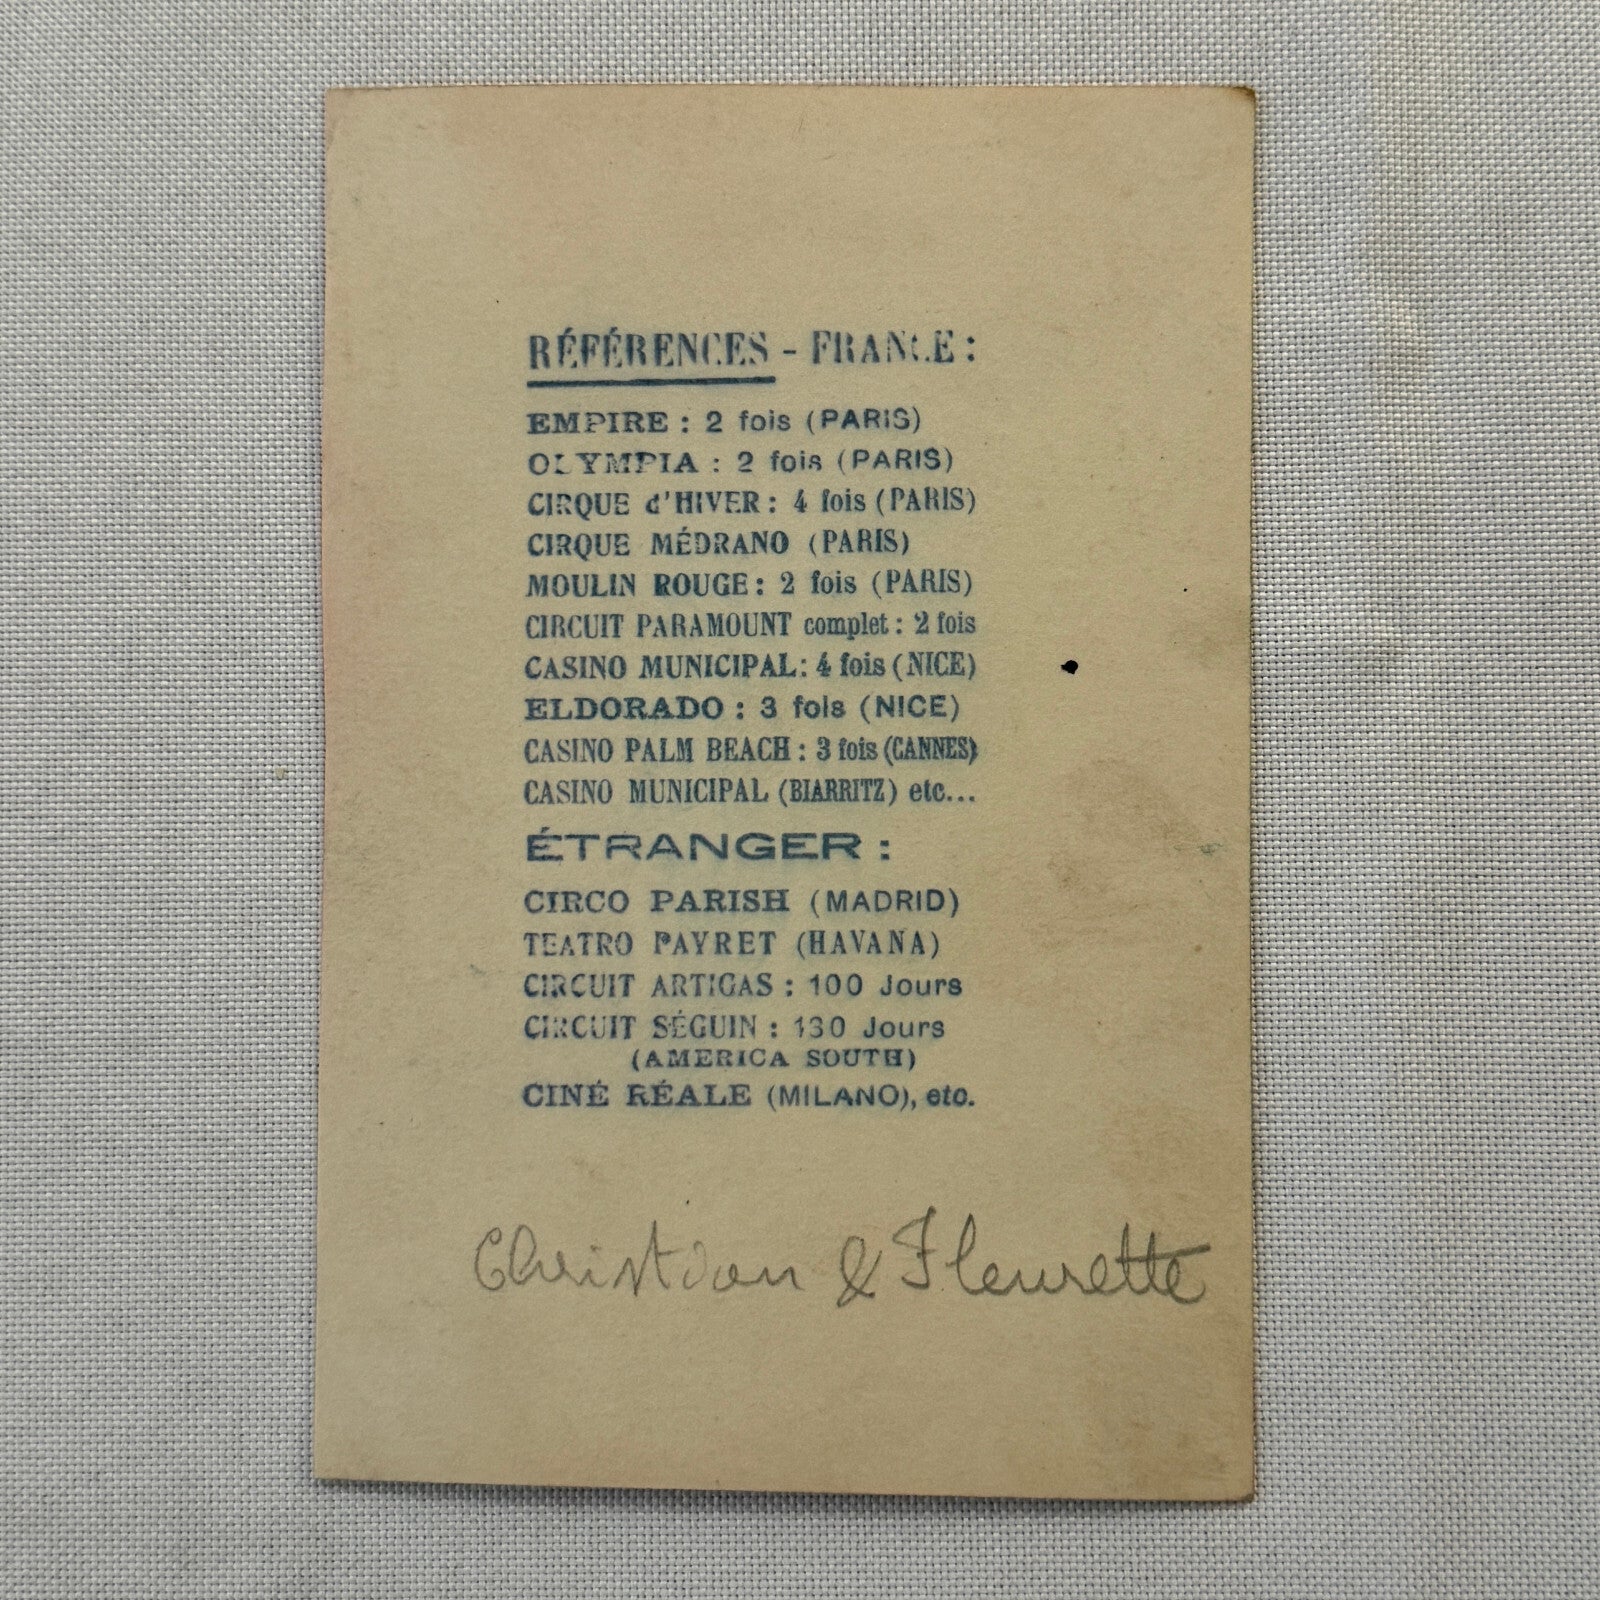 RÉFÉRENCES - FRANCE :
EMPIRE : 2 fois (PARIS)
OLYMPIA : 2 fois (PARIS)
CIRQUE d'HIVER : 4 fois (PARIS)
CIRQUE MÉDRANO (PARIS)
MOULIN ROUGE : 2 fois (PARIS)
CIRCUIT PARAMOUNT complet : 2 fois
CASINO MUNICIPAL : 4 fois (NICE)
ELDORADO : 3 fois (NICE)
CASINO PALM BEACH : 3 fois (CANNES)
CASINO MUNICIPAL (BIARRITZ) etc...
ÉTRANGER :
CIRCO PARISH (MADRID)
TEATRO PAYRET (HAVANA)
CIRCUIT ARTIGAS : 100 Jours
CIRCUIT SÉGUIN : 130 Jours
(AMERICA SOUTH)
CINÉ RÉALE (MILANO), etc.
Christian & Fleurette